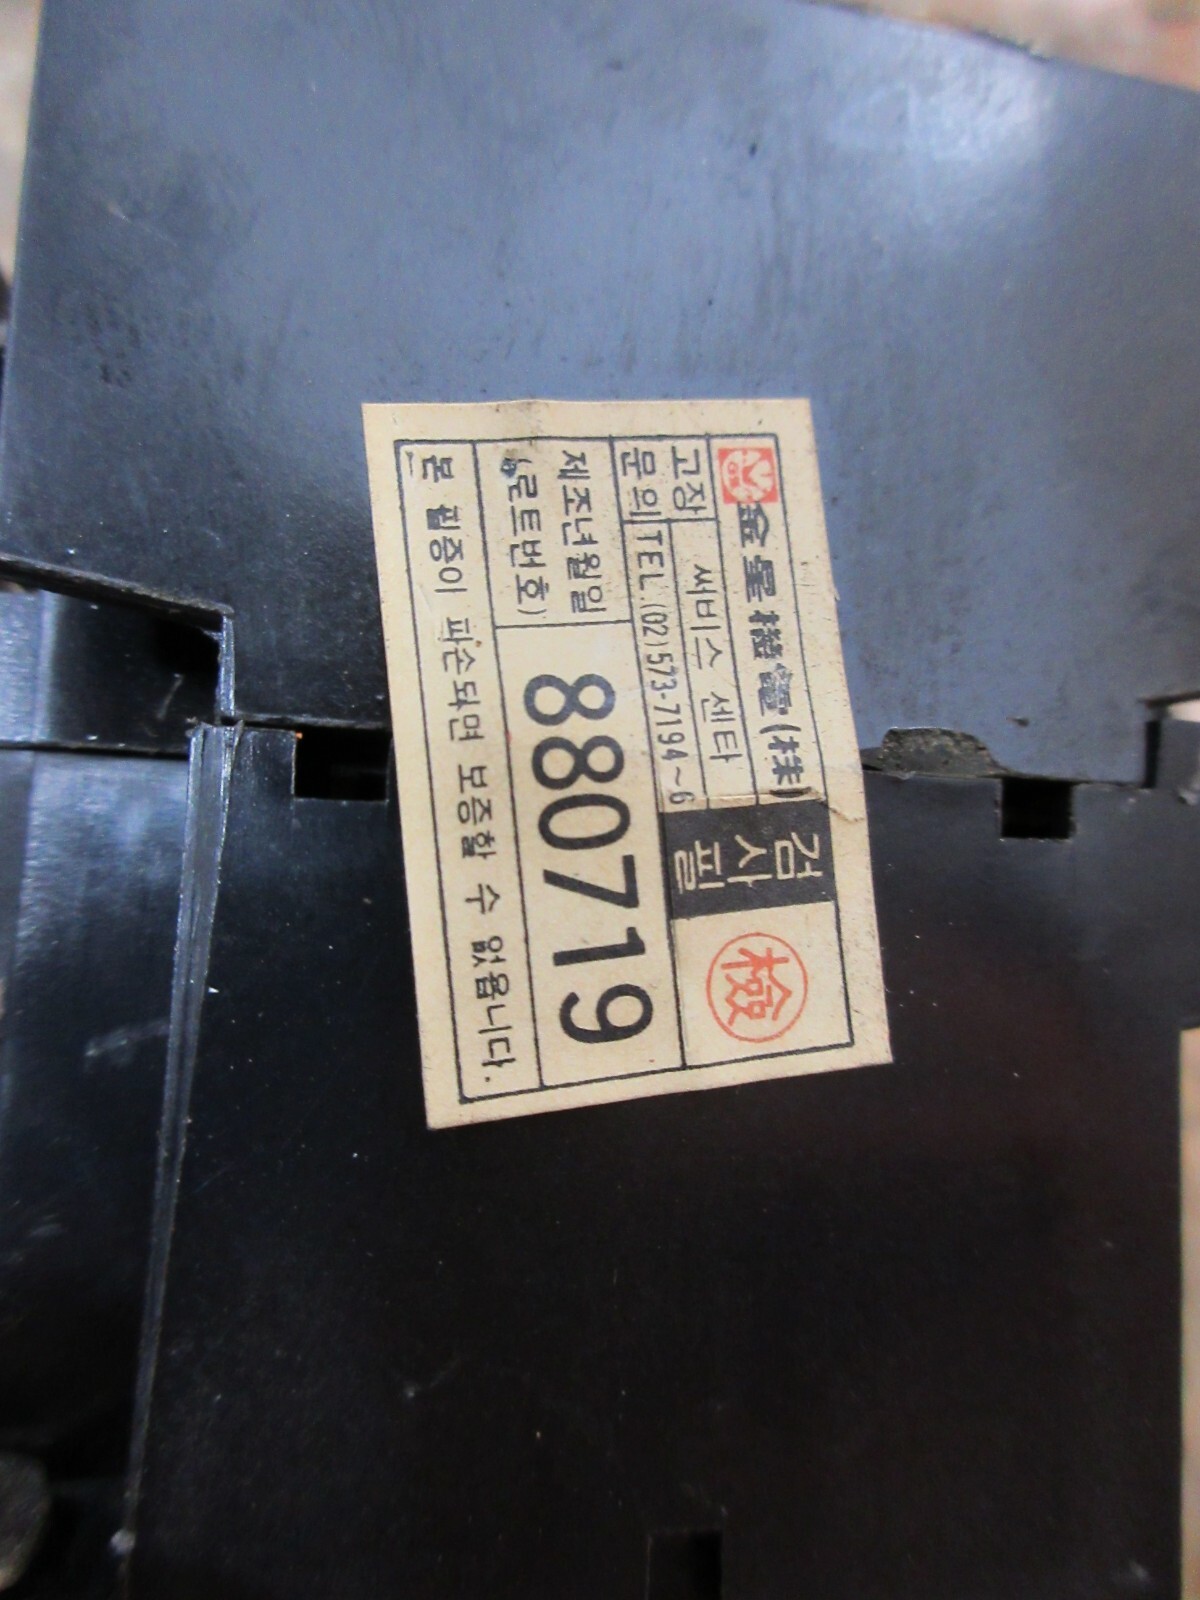 金星機電(株)
고장
문의
써비스 센타
TEL.(02)573-7194~6
검사필
檢
제조년월일
(로트번호)
880719
본 필증이 파손되면 보증할 수 없읍니다.